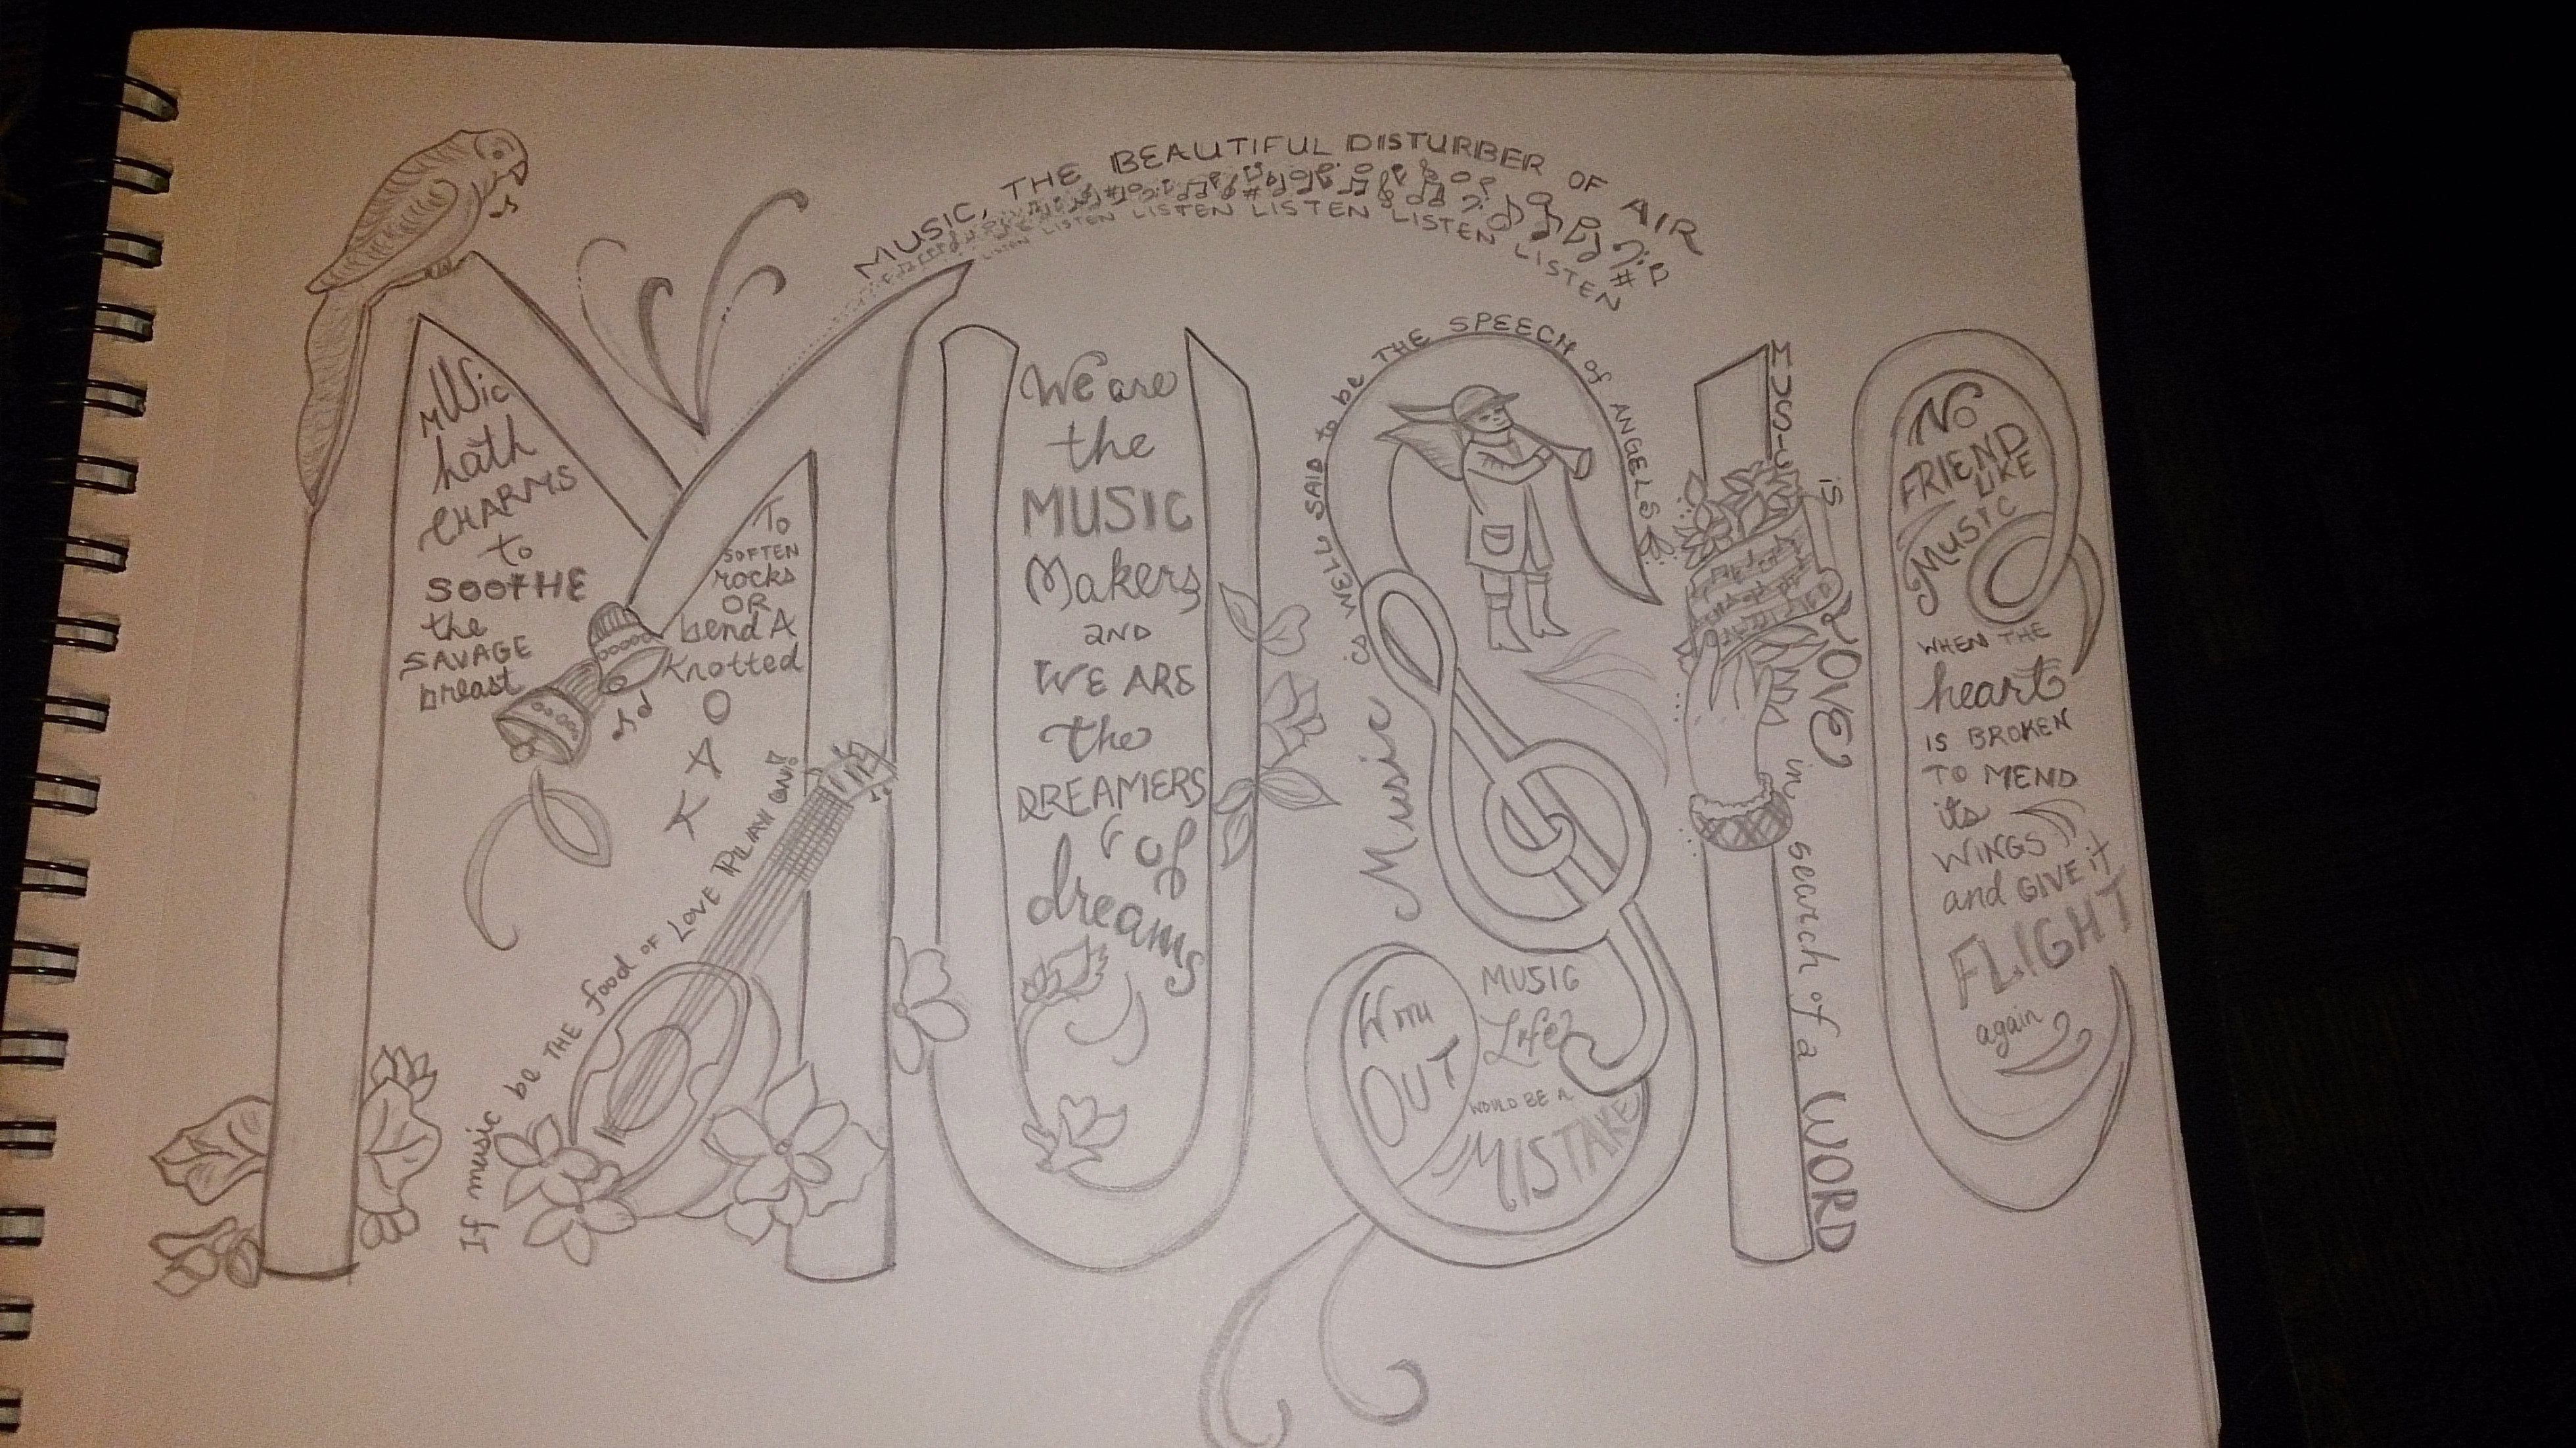 MUSIC, THE BEAUTIFUL DISTURBER OF AIR
LISTEN LISTEN LISTEN LISTEN LISTEN LISTEN LISTEN
MUSic
hath
CHARMS
to
SOOTHE
the
SAVAGE
breast
To
SOFTEN
rocks
OR
bend A
Knotted
O
A
K
If music be THE food OF LOVE PLAY ON!
We are
the
MUSIC
Makers
AND
WE ARE
the
DREAMERS
of
dreams
Music is WELL SAID to be THE SPEECH of ANGELS
WITH
OUT
MUSIC
Life
WOULD BE A
MISTAKE
MUSIC is LOVE in search of a WORD
No
FRIEND
LIKE
MUSIC
WHEN THE
heart
IS BROKEN
TO MEND
its
WINGS
and GIVE it
FLIGHT
again